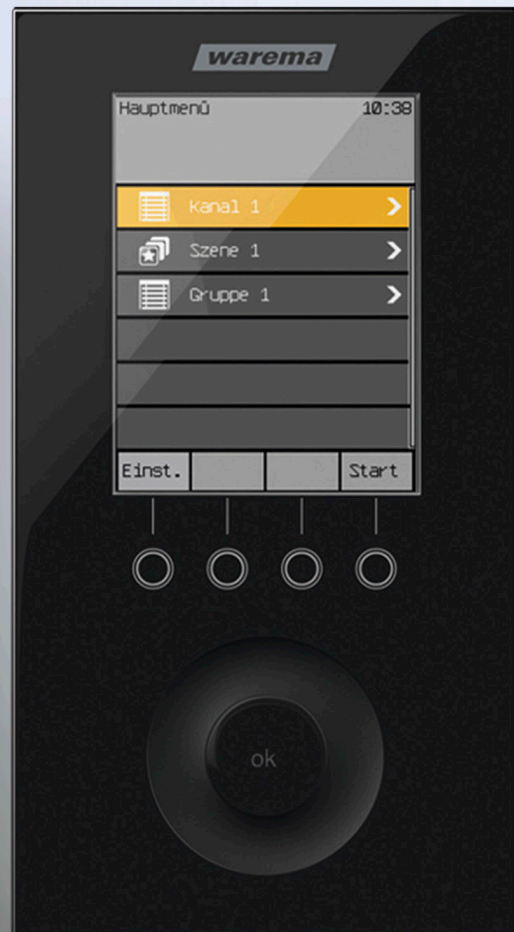 warema
Hauptmenü 10:38
Kanal 1
Szene 1
Gruppe 1
Einst. Start
ok